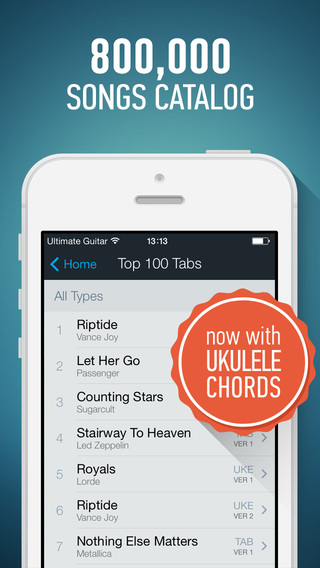 800,000
SONGS CATALOG
Ultimate Guitar 13:13
Home Top 100 Tabs
All Types
1 Riptide
Vance Joy
2 Let Her Go
Passenger
3 Counting Stars
Sugarcult
now with
UKULELE
CHORDS
4 Stairway To Heaven
Led Zeppelin VER 1
5 Royals UKE
Lorde VER 1
6 Riptide UKE
Vance Joy VER 2
7 Nothing Else Matters TAB
Metallica VER 1